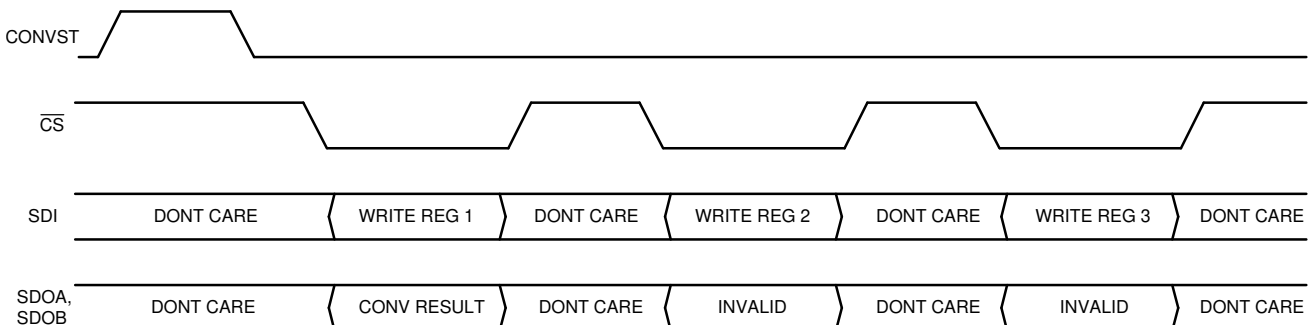 CONVST
CS
SDI DONT CARE WRITE REG 1 DONT CARE WRITE REG 2 DONT CARE WRITE REG 3 DONT CARE
SDOA,
SDOB DONT CARE CONV RESULT DONT CARE INVALID DONT CARE INVALID DONT CARE